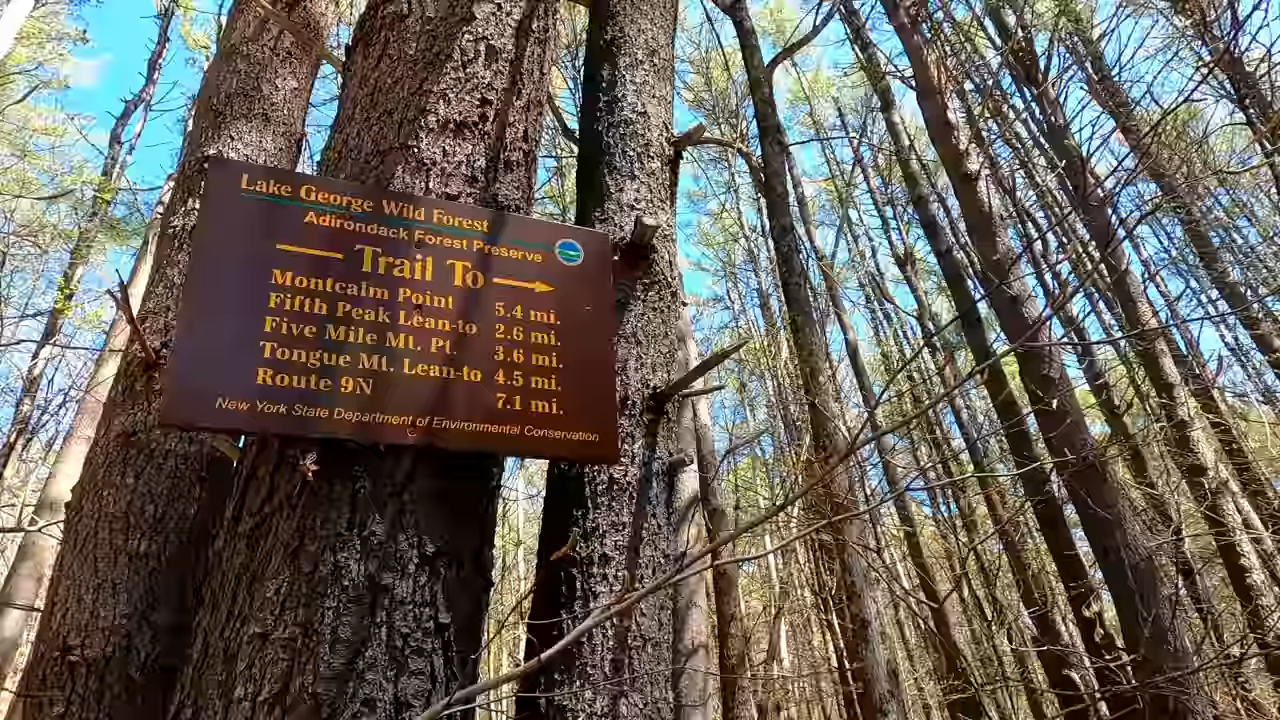 Lake George Wild Forest
Adirondack Forest Preserve
Trail To
Montcalm Point 5.4 mi.
Fifth Peak Lean-to 2.6 mi.
Five Mile Mt. Pt. 3.6 mi.
Tongue Mt. Lean-to 4.5 mi.
Route 9N 7.1 mi.
New York State Department of Environmental Conservation